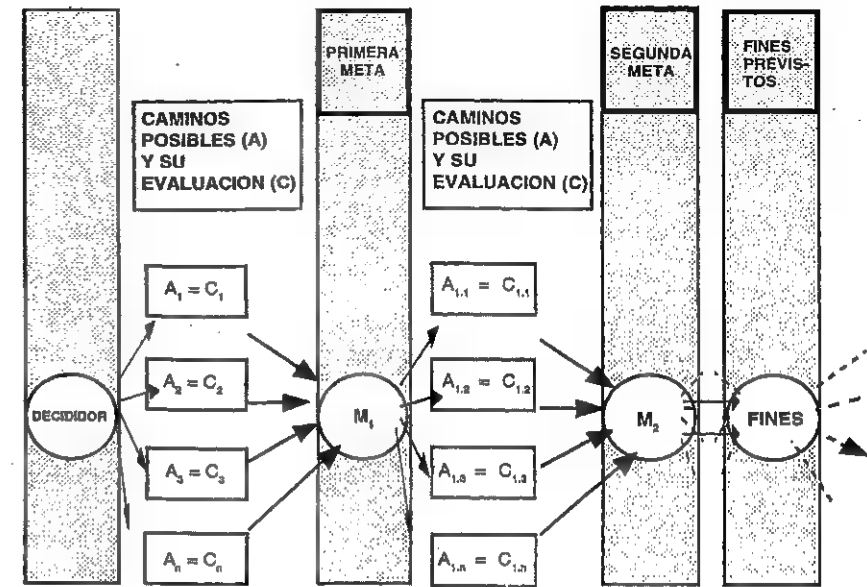 PRIMERA
META
SEGUNDA
META
FINES
PREVIS-
TOS
CAMINOS
POSIBLES (A)
Y SU
EVALUACION (C)
CAMINOS
POSIBLES (A)
Y SU
EVALUACION (C)
A₁ = C₁
A₂ = C₂
A₃ = C₃
Aₙ = Cₙ
A₁.₁ = C₁.₁
A₁.₂ = C₁.₂
A₁.₃ = C₁.₃
A₁.ₙ = C₁.ₙ
DECIDIDOR
M₁
M₂
FINES